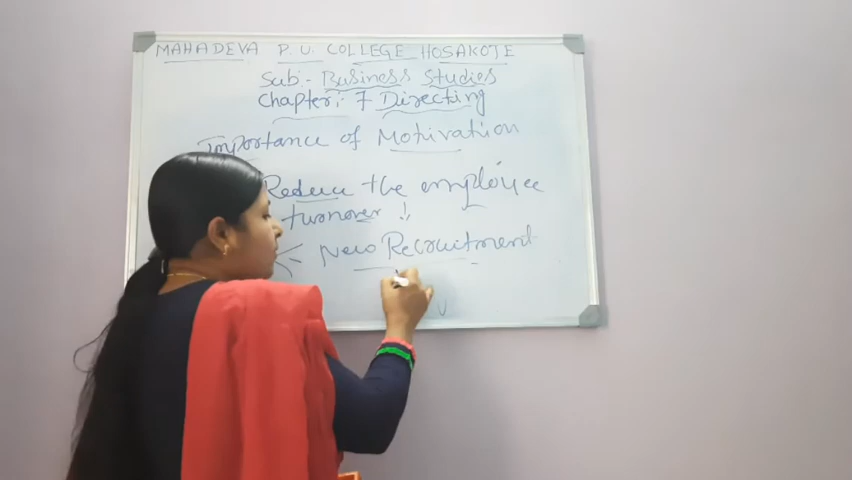 MAHADEVA P. U. COLLEGE HOSAKOTE
Sub - Business Studies
Chapter: 7 Directing
Importance of Motivation
Reduce the employee
turnover !!
New Recruitment